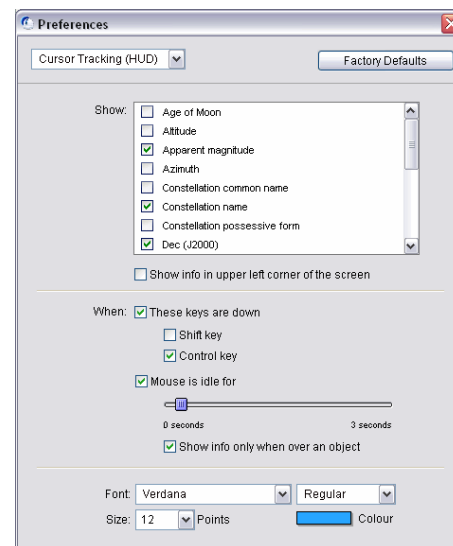 Preferences
Cursor Tracking (HUD)
Factory Defaults
Show:
Age of Moon
Altitude
Apparent magnitude
Azimuth
Constellation common name
Constellation name
Constellation possessive form
Dec (J2000)
Show info in upper left corner of the screen
When: These keys are down
Shift key
Control key
Mouse is idle for
0 seconds 3 seconds
Show info only when over an object
Font: Verdana Regular
Size: 12 Points Colour